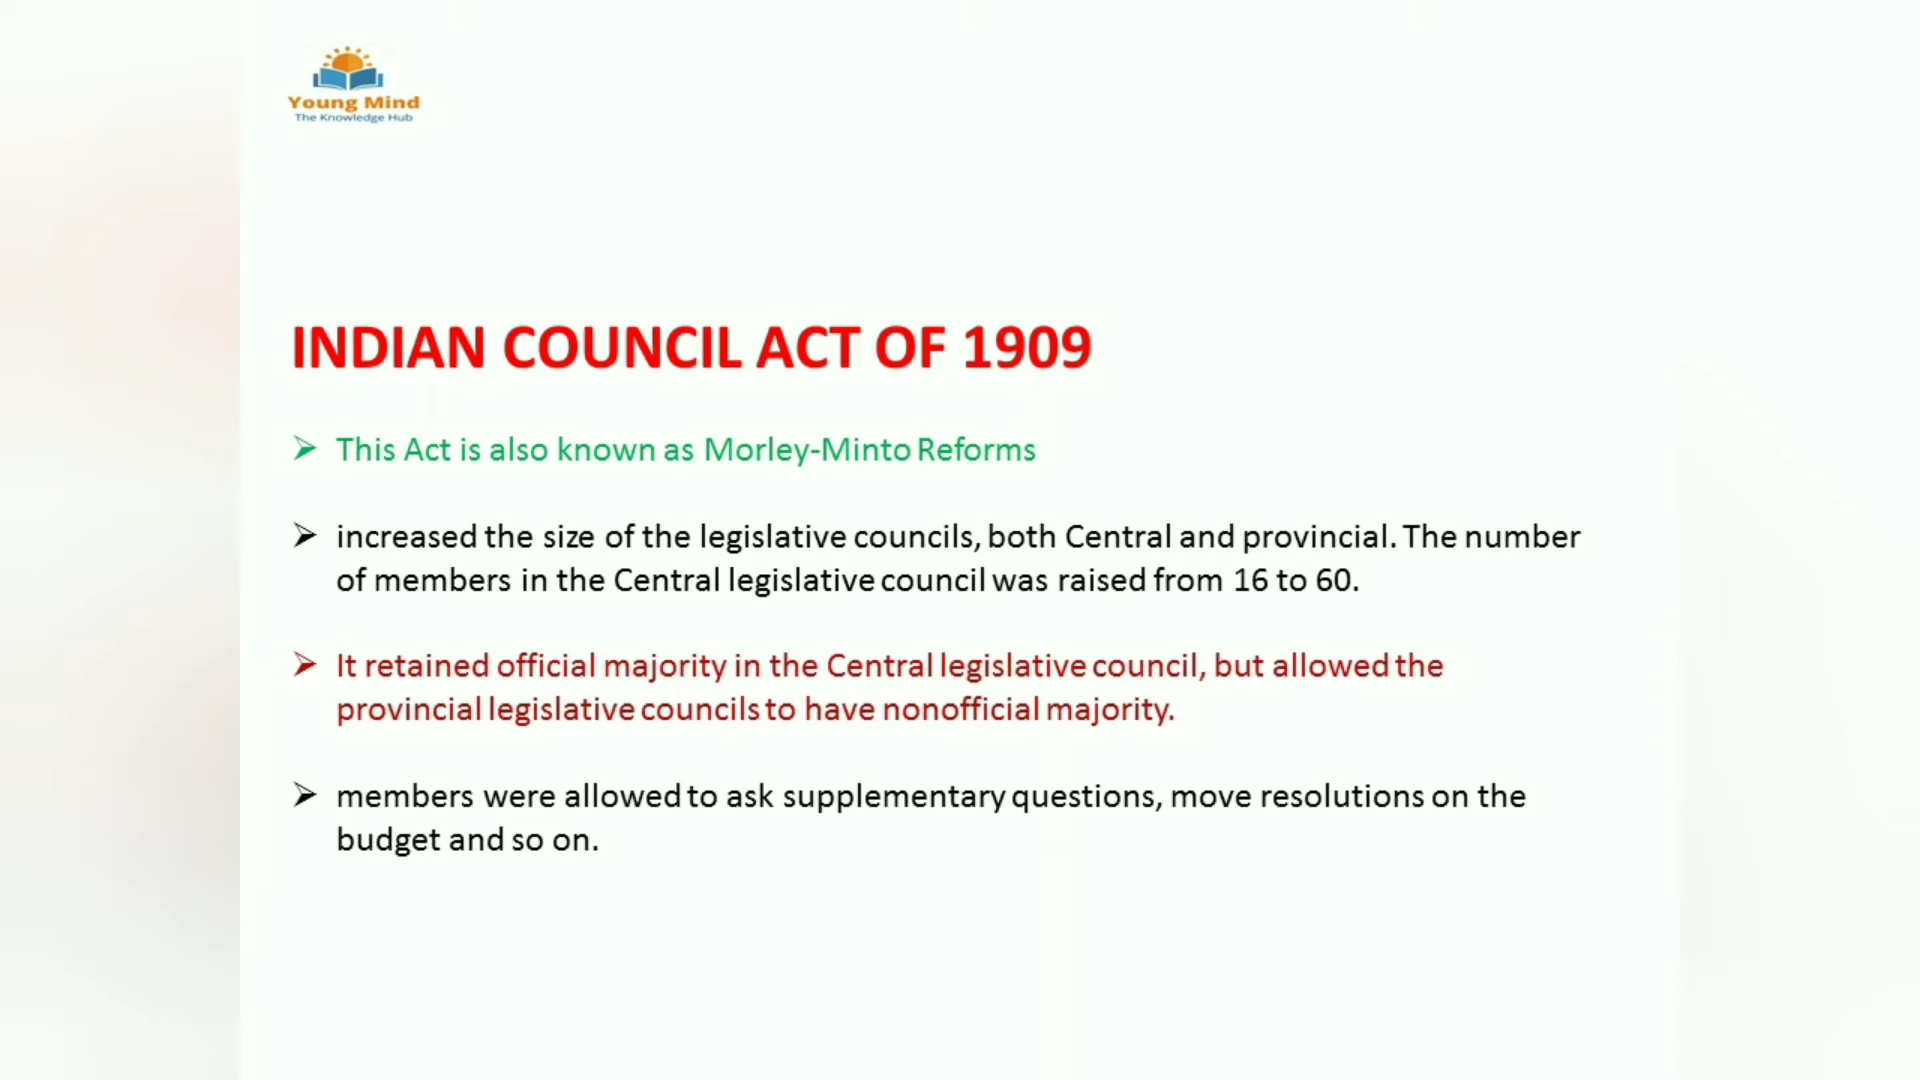 Young Mind
The Knowledge Hub
INDIAN COUNCIL ACT OF 1909
➢ This Act is also known as Morley-Minto Reforms
➢ increased the size of the legislative councils, both Central and provincial. The number
of members in the Central legislative council was raised from 16 to 60.
➢ It retained official majority in the Central legislative council, but allowed the
provincial legislative councils to have nonofficial majority.
➢ members were allowed to ask supplementary questions, move resolutions on the
budget and so on.